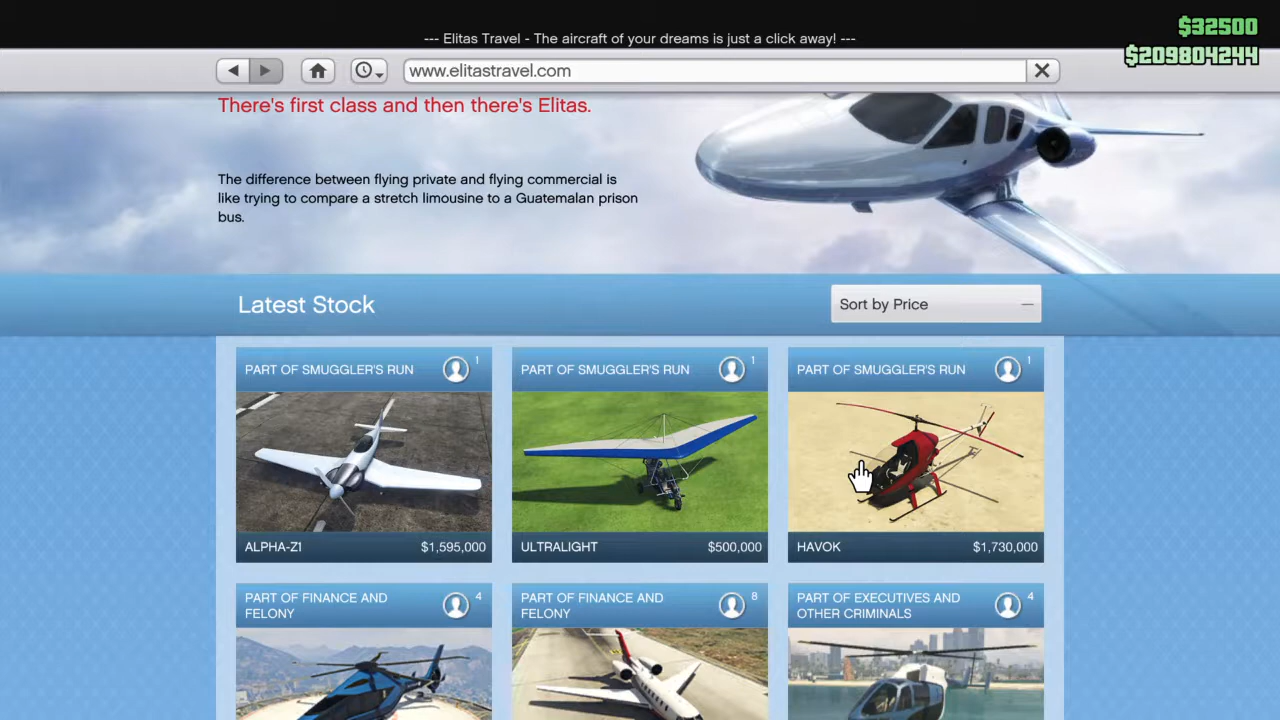 $32500
--- Elitas Travel - The aircraft of your dreams is just a click away! ---
$209804244
www.elitastravel.com
There's first class and then there's Elitas.
The difference between flying private and flying commercial is
like trying to compare a stretch limousine to a Guatemalan prison
bus.
Latest Stock
Sort by Price
PART OF SMUGGLER'S RUN 1
PART OF SMUGGLER'S RUN 1
PART OF SMUGGLER'S RUN 1
ALPHA-Z1 $1,595,000
ULTRALIGHT $500,000
HAVOK $1,730,000
PART OF FINANCE AND
FELONY
4
PART OF FINANCE AND
FELONY
8
PART OF EXECUTIVES AND
OTHER CRIMINALS
4